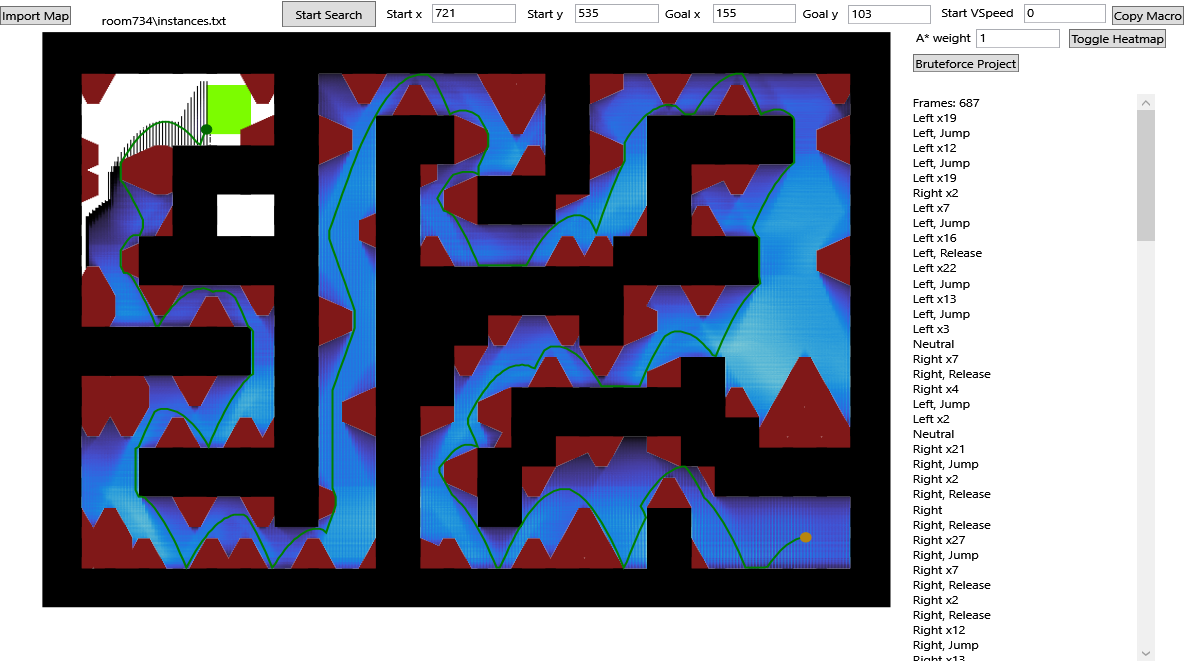 Import Map
room734\instances.txt
Start Search
Start x 721
Start y 535
Goal x 155
Goal y 103
Start VSpeed 0
Copy Macro
A* weight 1
Toggle Heatmap
Bruteforce Project
Frames: 687
Left x19
Left, Jump
Left x12
Left, Jump
Left x19
Right x2
Left x7
Left, Jump
Left x16
Left, Release
Left x22
Left, Jump
Left x13
Left, Jump
Left x3
Neutral
Right x7
Right, Release
Right x4
Left, Jump
Left x2
Neutral
Right x21
Right, Jump
Right x2
Right, Release
Right
Right, Release
Right x27
Right, Jump
Right x7
Right, Release
Right x2
Right, Release
Right x12
Right, Jump
Right x13